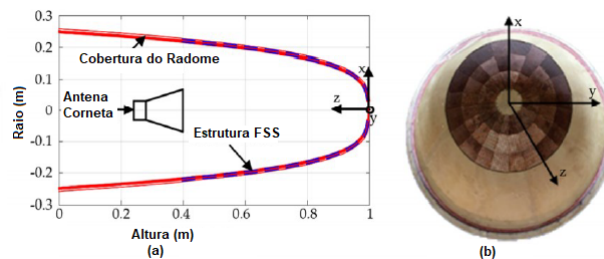 0.3
0.2
0.1
0
-0.1
-0.2
-0.3
Raio (m)
Cobertura do Radome
Antena
Corneta
Estrutura FSS
x
z
y
0
0.2
0.4
0.6
0.8
1
Altura (m)
(a)
x
y
z
(b)